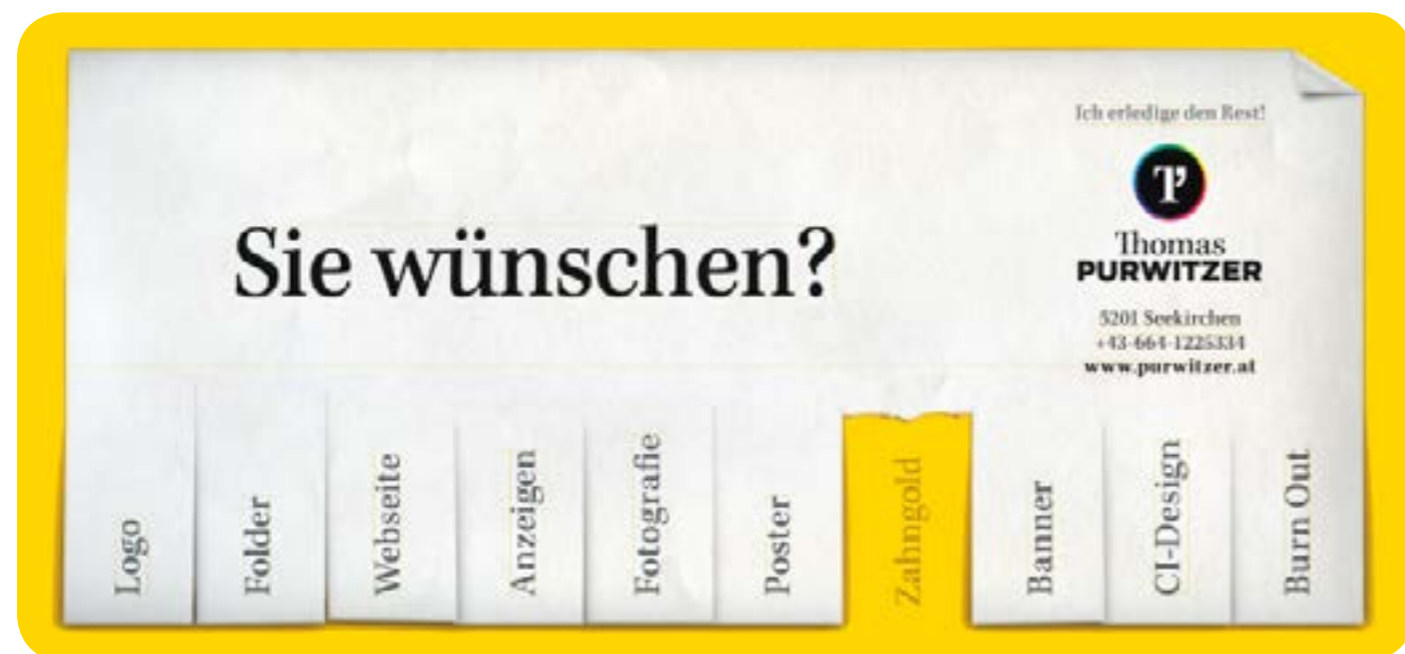 Ich erledige den Rest!
Sie wünschen?
Thomas
PURWITZER
5201 Seekirchen
+43-664-1225334
www.purwitzer.at
Logo
Folder
Webseite
Anzeigen
Fotografie
Poster
Zahngold
Banner
CI-Design
Burn Out